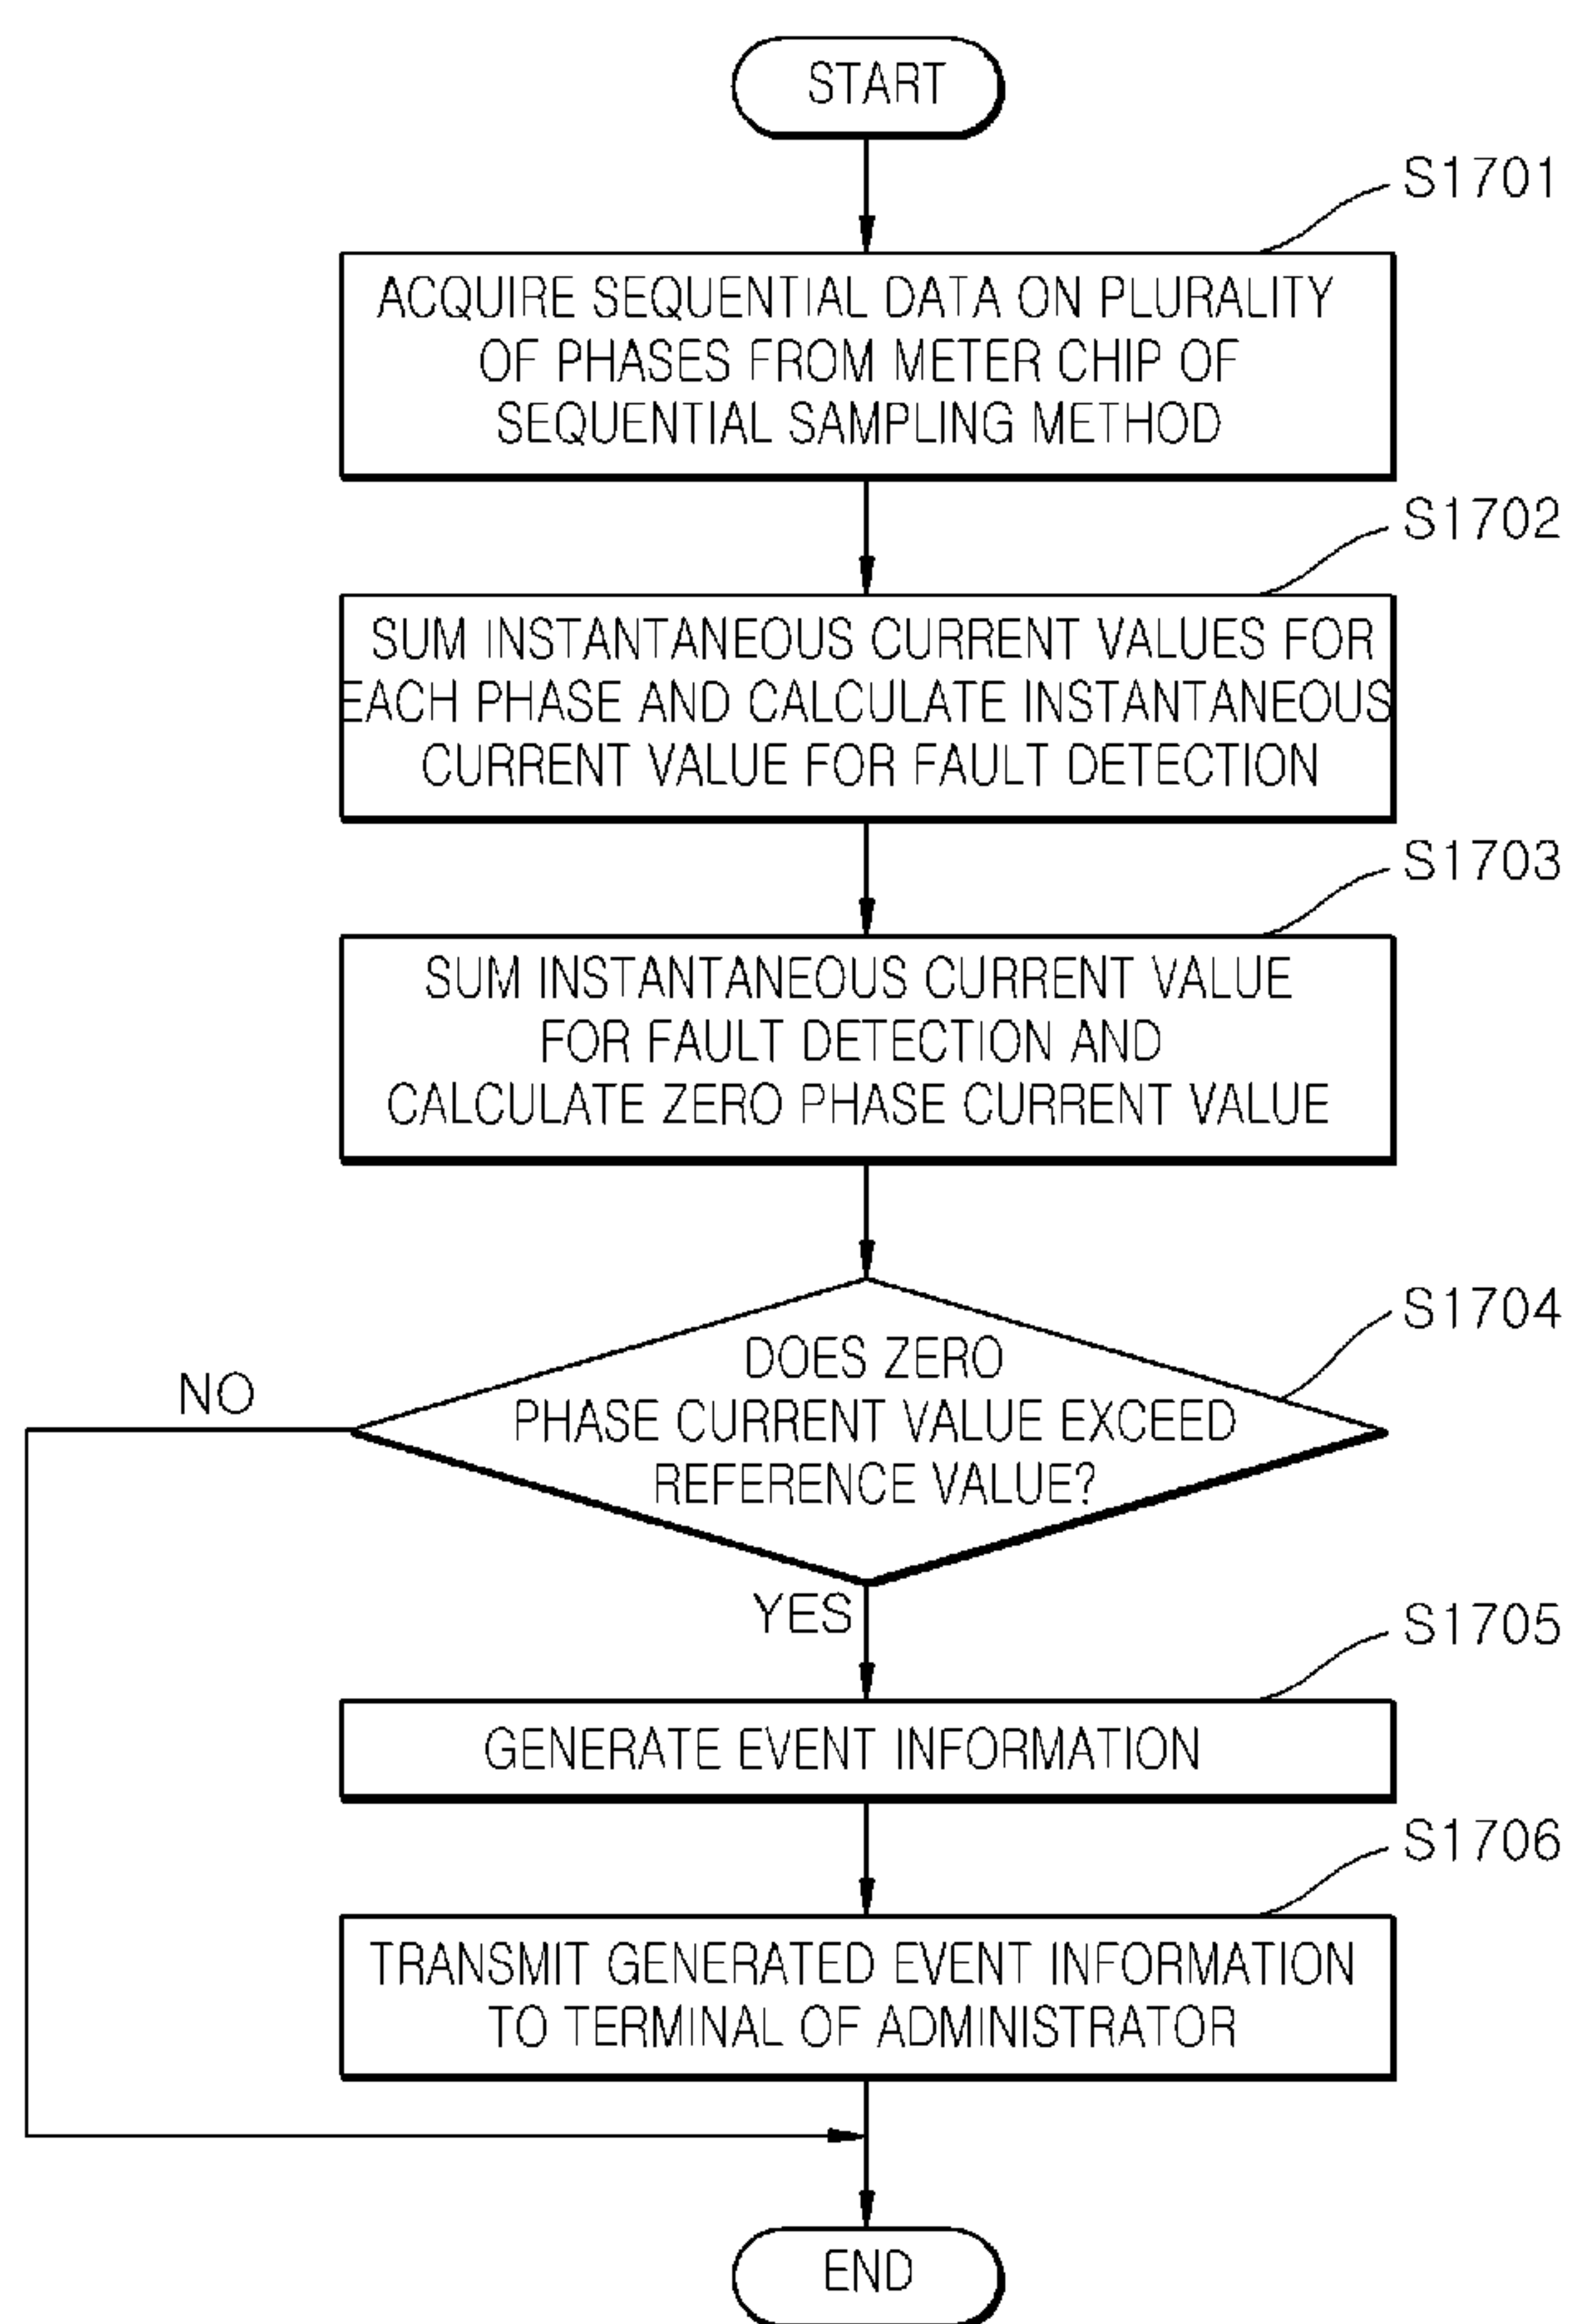 START
S1701
ACQUIRE SEQUENTIAL DATA ON PLURALITY
OF PHASES FROM METER CHIP OF
SEQUENTIAL SAMPLING METHOD
S1702
SUM INSTANTANEOUS CURRENT VALUES FOR
EACH PHASE AND CALCULATE INSTANTANEOUS
CURRENT VALUE FOR FAULT DETECTION
S1703
SUM INSTANTANEOUS CURRENT VALUE
FOR FAULT DETECTION AND
CALCULATE ZERO PHASE CURRENT VALUE
S1704
DOES ZERO
PHASE CURRENT VALUE EXCEED
REFERENCE VALUE?
NO
YES
S1705
GENERATE EVENT INFORMATION
S1706
TRANSMIT GENERATED EVENT INFORMATION
TO TERMINAL OF ADMINISTRATOR
END